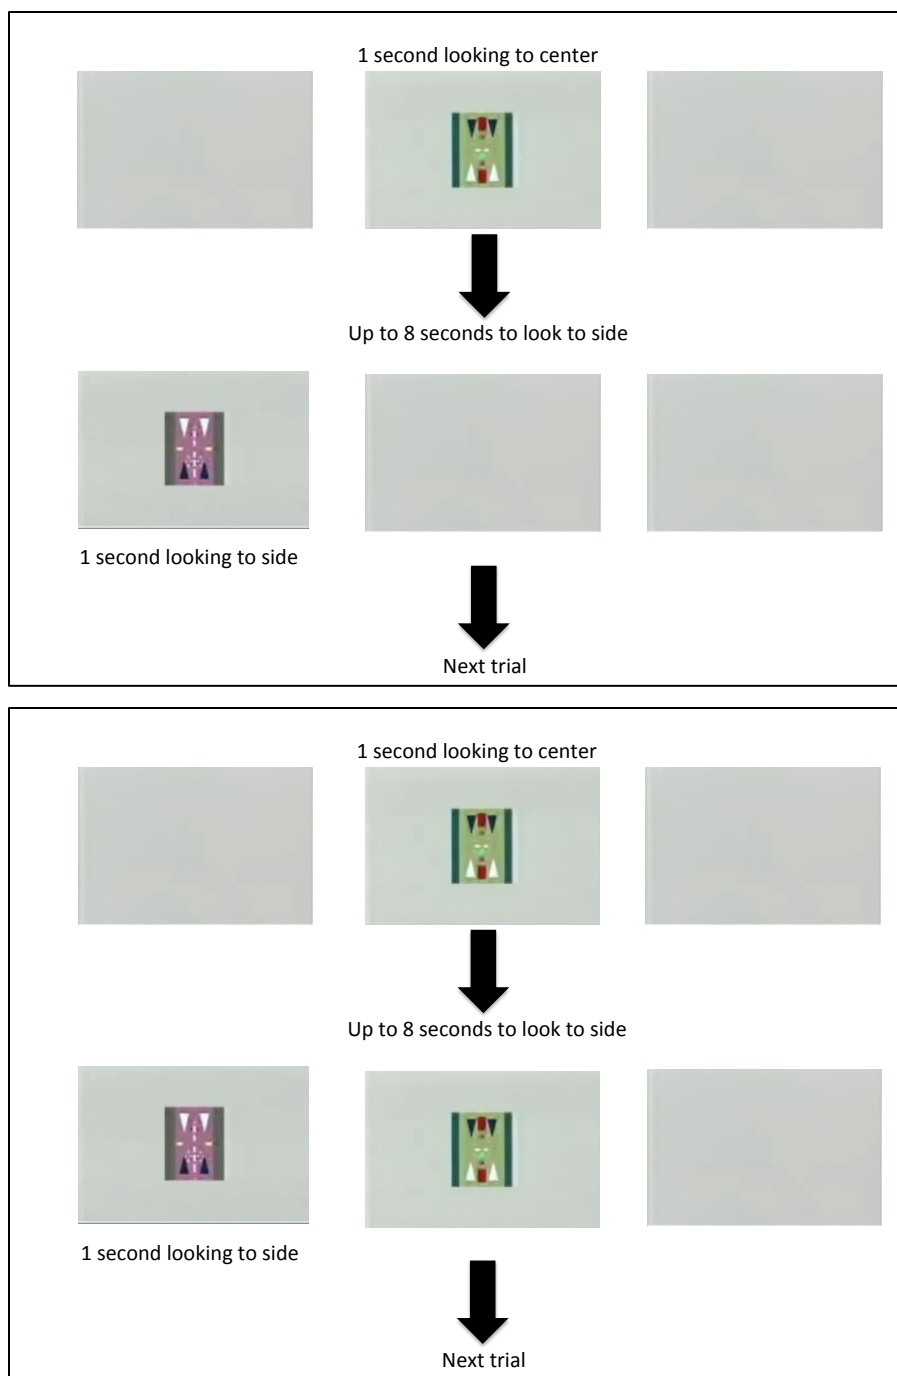 1 second looking to center
Up to 8 seconds to look to side
1 second looking to side
Next trial
1 second looking to center
Up to 8 seconds to look to side
1 second looking to side
Next trial